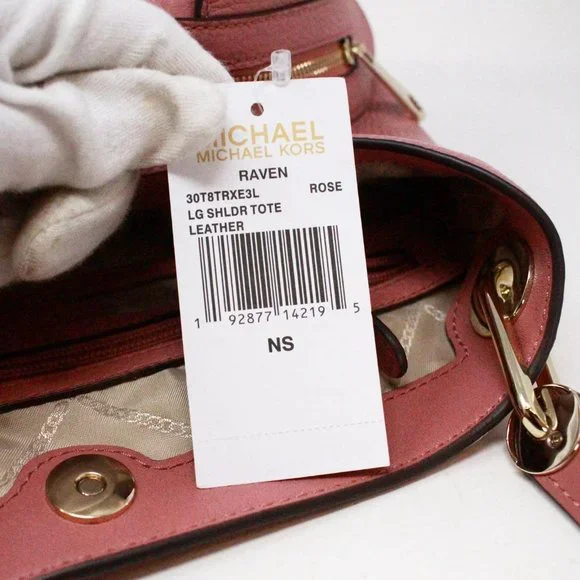 MICHAEL
MICHAEL KORS
RAVEN
30T8TRXE3L ROSE
LG SHLDR TOTE
LEATHER
1 92877 14219 5
NS